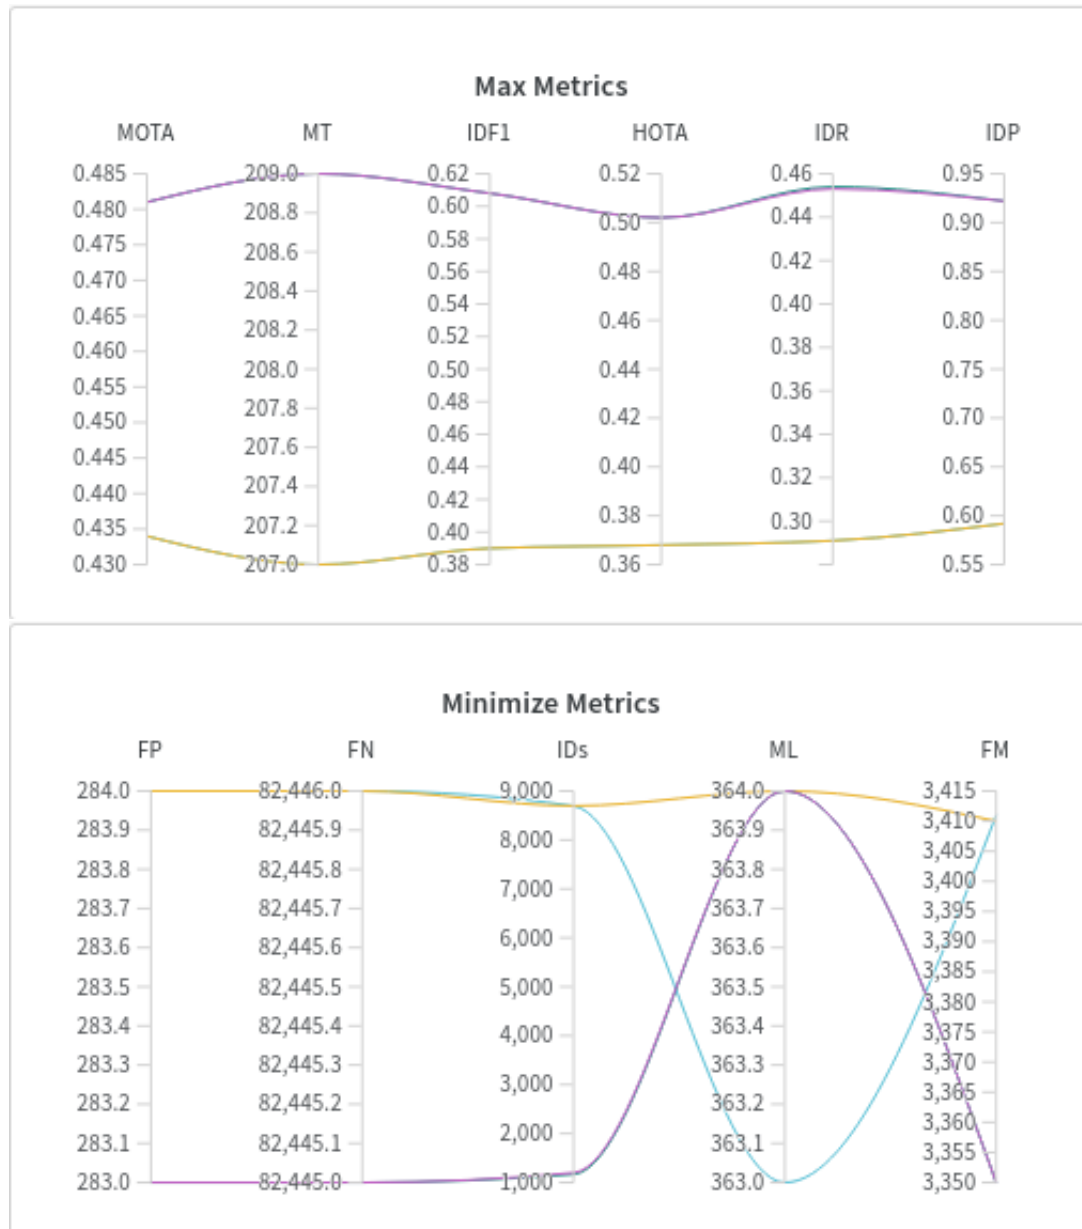 Max Metrics
MOTA MT IDF1 HOTA IDR IDP
0.485 209.0 0.62 0.52 0.46 0.95
0.480 208.8 0.60 0.50 0.44 0.90
0.475 208.6 0.58 0.48 0.42 0.85
0.470 208.4 0.56 0.46 0.40 0.80
0.465 208.2 0.54 0.44 0.38 0.75
0.460 208.0 0.52 0.42 0.36 0.70
0.455 207.8 0.50 0.40 0.34 0.65
0.450 207.6 0.48 0.38 0.32 0.60
0.445 207.4 0.46 0.36 0.30 0.55
0.440 207.2 0.44
0.435 207.0 0.42
0.430 0.40
0.38
Minimize Metrics
FP FN IDs ML FM
284.0 82,446.0 9,000 364.0 3,415
283.9 82,445.9 8,000 363.9 3,410
283.8 82,445.8 7,000 363.8 3,405
283.7 82,445.7 6,000 363.7 3,400
283.6 82,445.6 5,000 363.6 3,395
283.5 82,445.5 4,000 363.5 3,390
283.4 82,445.4 3,000 363.4 3,385
283.3 82,445.3 2,000 363.3 3,380
283.2 82,445.2 1,000 363.2 3,375
283.1 82,445.1 363.1 3,370
283.0 82,445.0 363.0 3,365
3,360
3,355
3,350